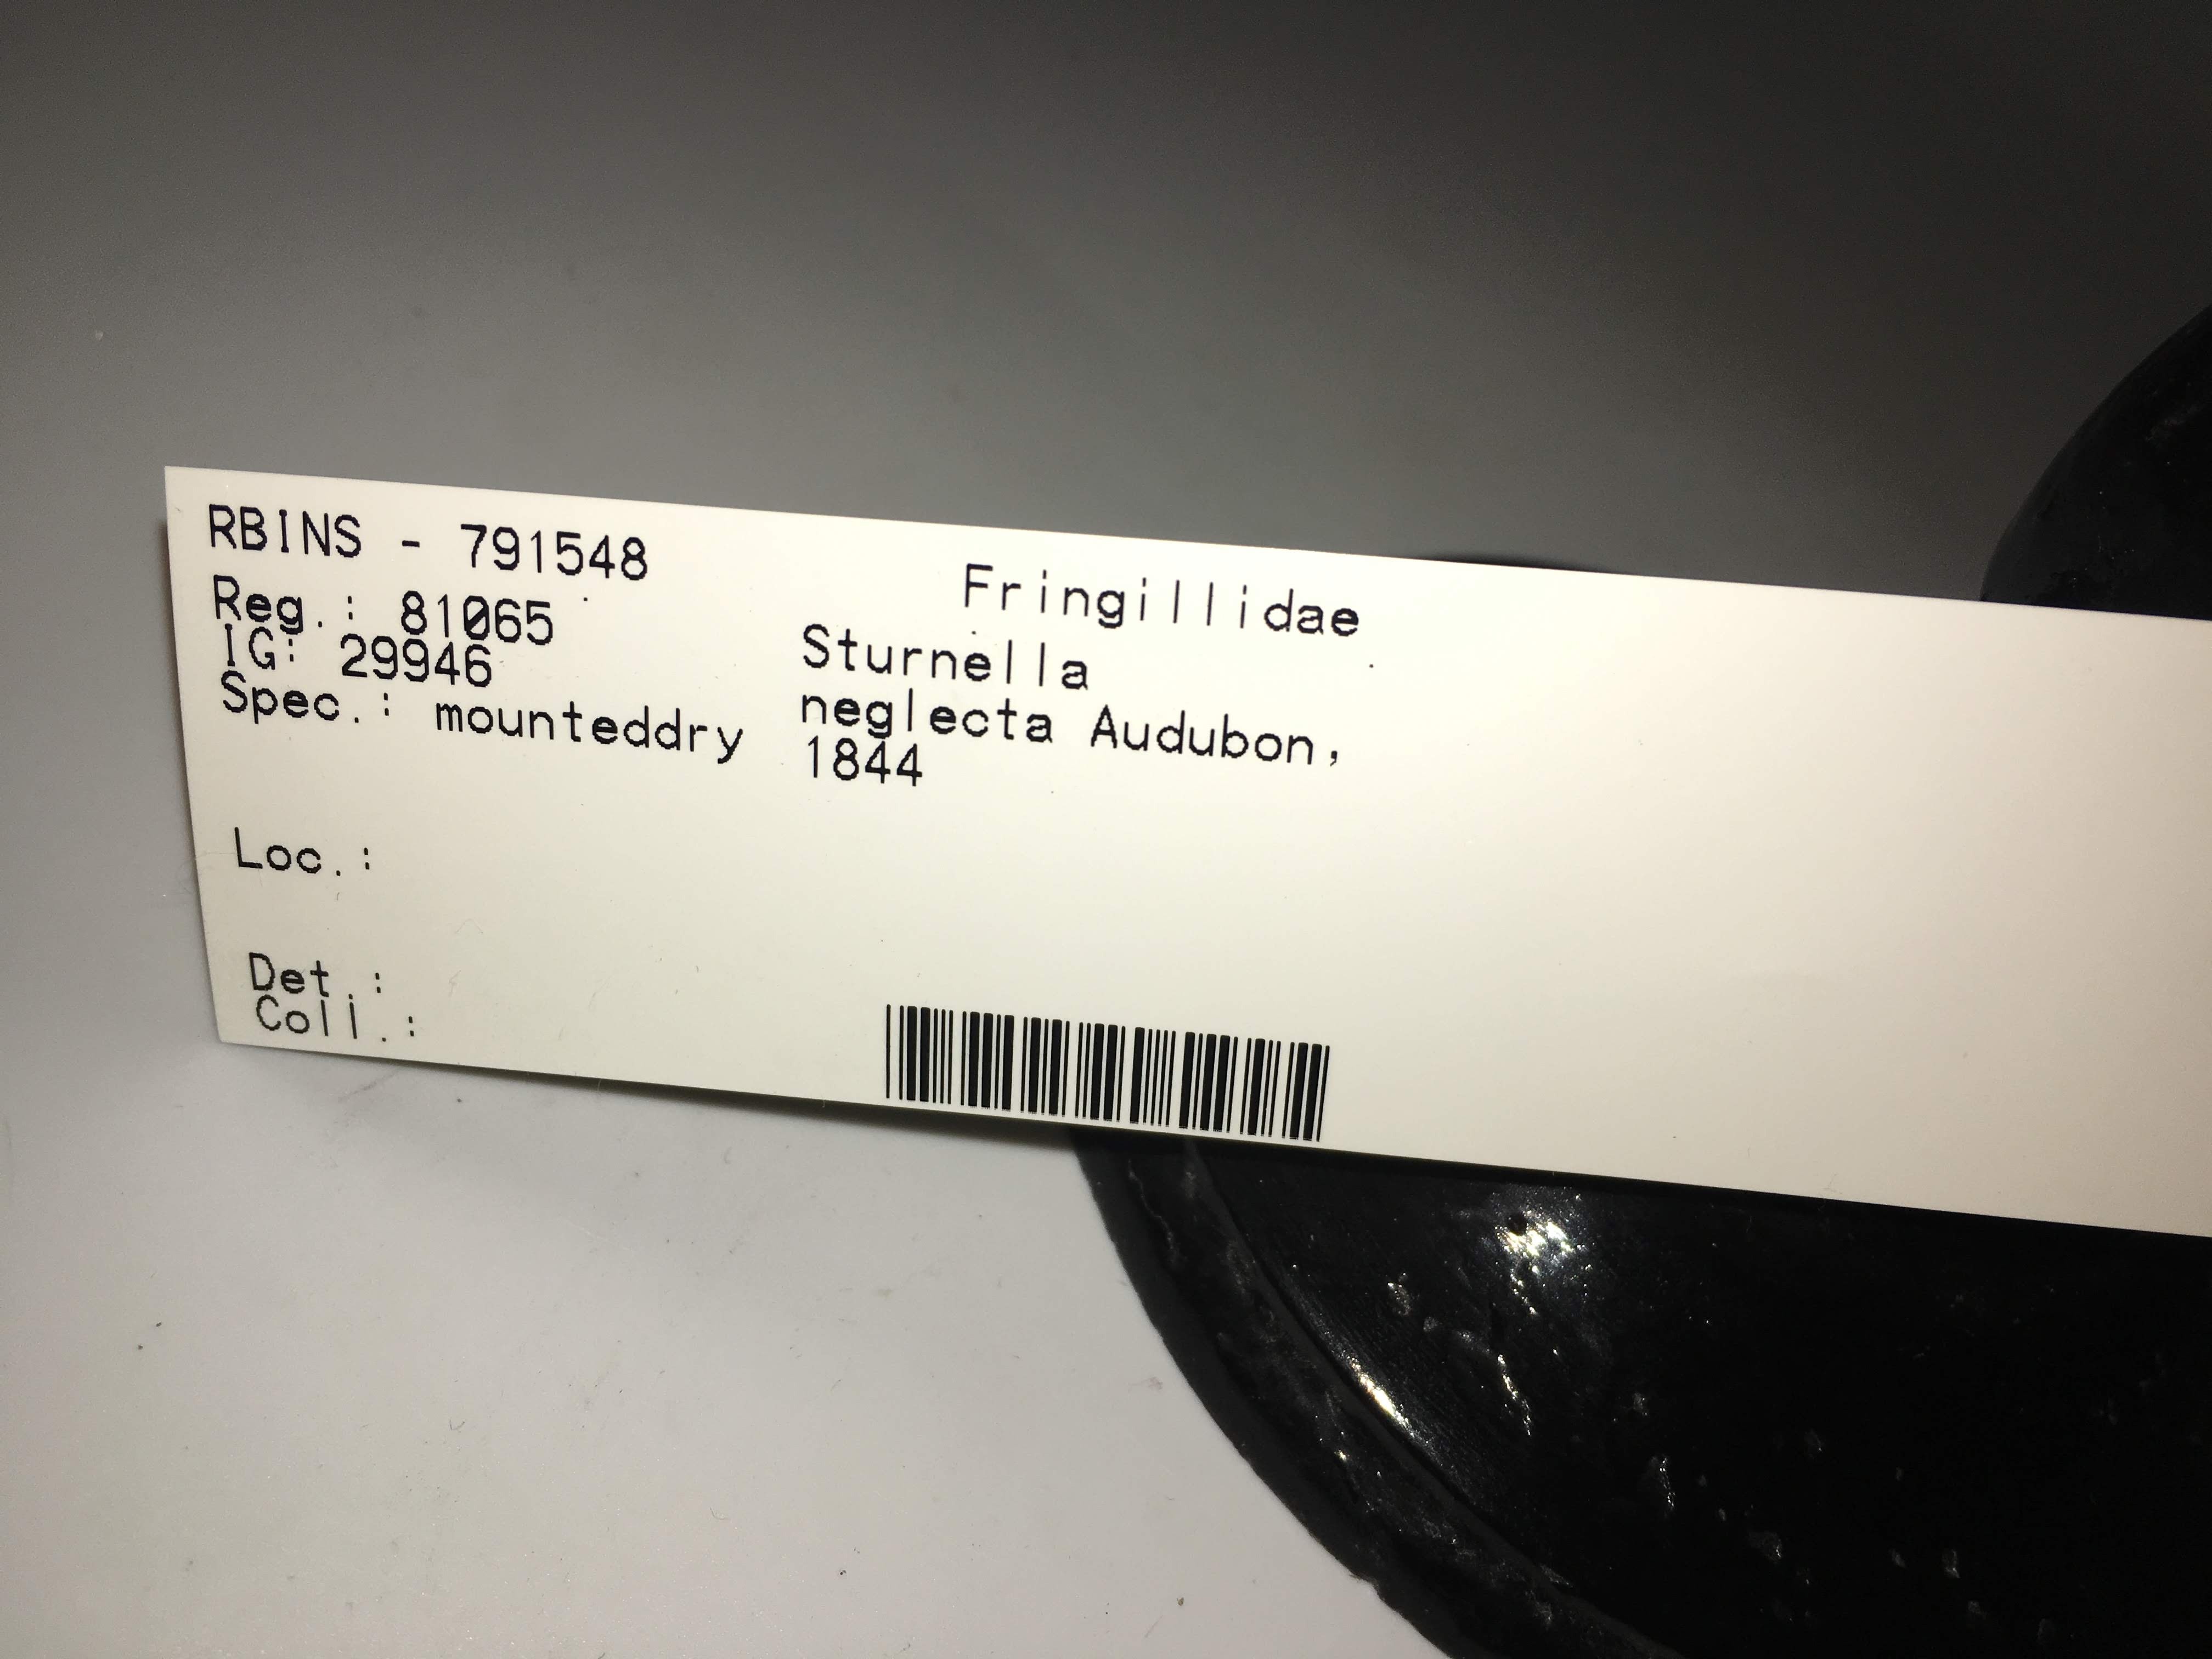 RBINS - 791548
Reg.: 81065
IG: 29946
Spec.: mounteddry
Fringillidae
Sturnella
neglecta Audubon,
1844
Loc.:
Det.:
Coll.: